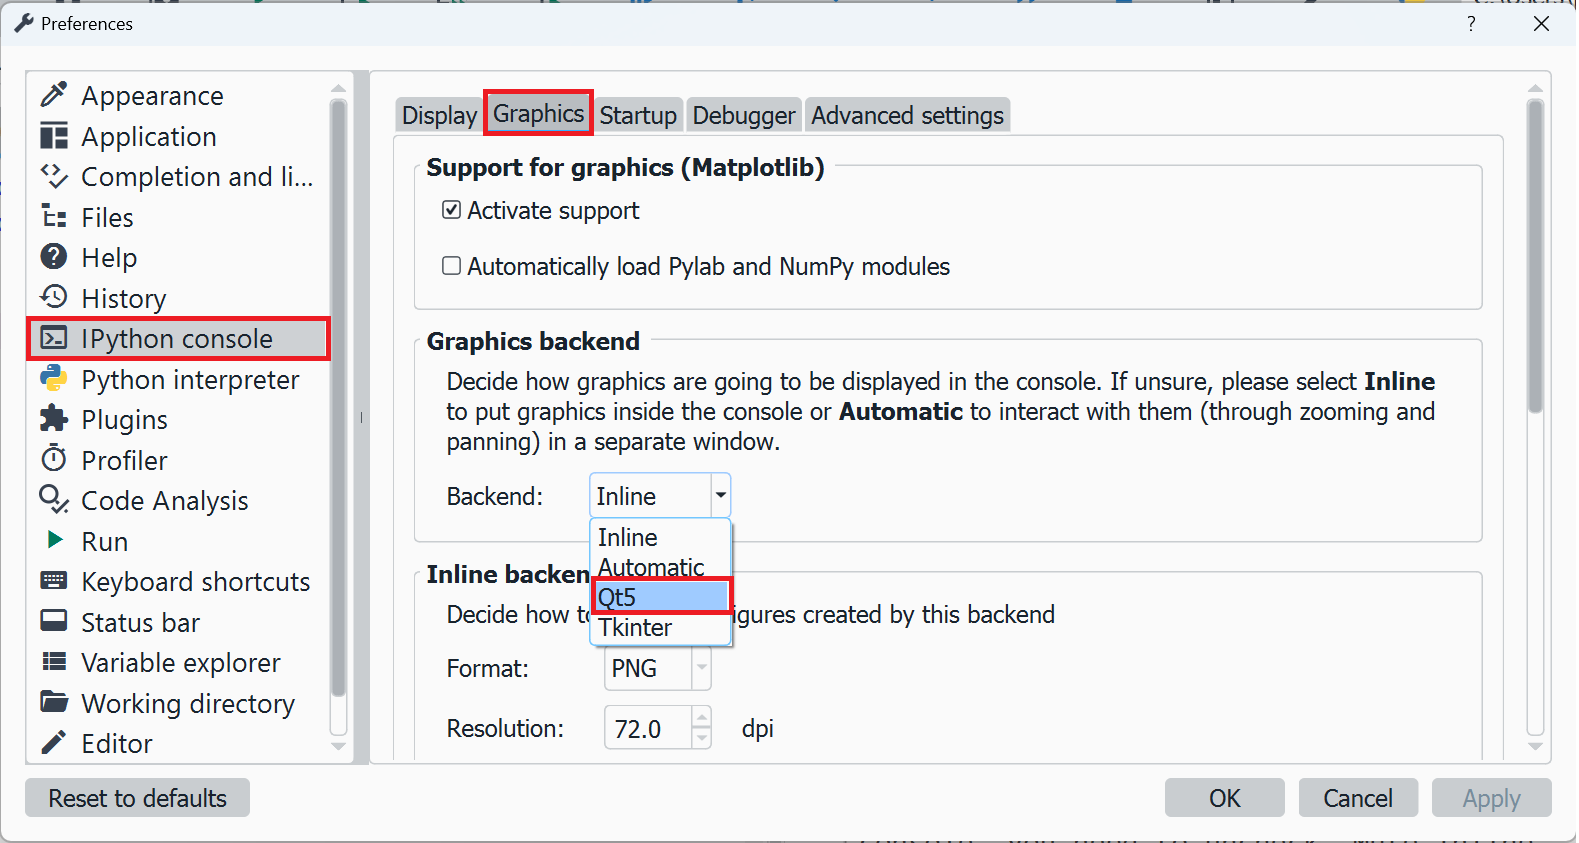 Preferences
?
Appearance
Application
Completion and li...
Files
Help
History
IPython console
Python interpreter
Plugins
Profiler
Code Analysis
Run
Keyboard shortcuts
Status bar
Variable explorer
Working directory
Editor
Display Graphics Startup Debugger Advanced settings
Support for graphics (Matplotlib)
Activate support
Automatically load Pylab and NumPy modules
Graphics backend
Decide how graphics are going to be displayed in the console. If unsure, please select Inline
to put graphics inside the console or Automatic to interact with them (through zooming and
panning) in a separate window.
Backend: Inline
Inline
Automatic
Qt5
Tkinter
Inline backen
Decide how to igures created by this backend
Format: PNG
Resolution: 72.0 dpi
Reset to defaults
OK Cancel Apply